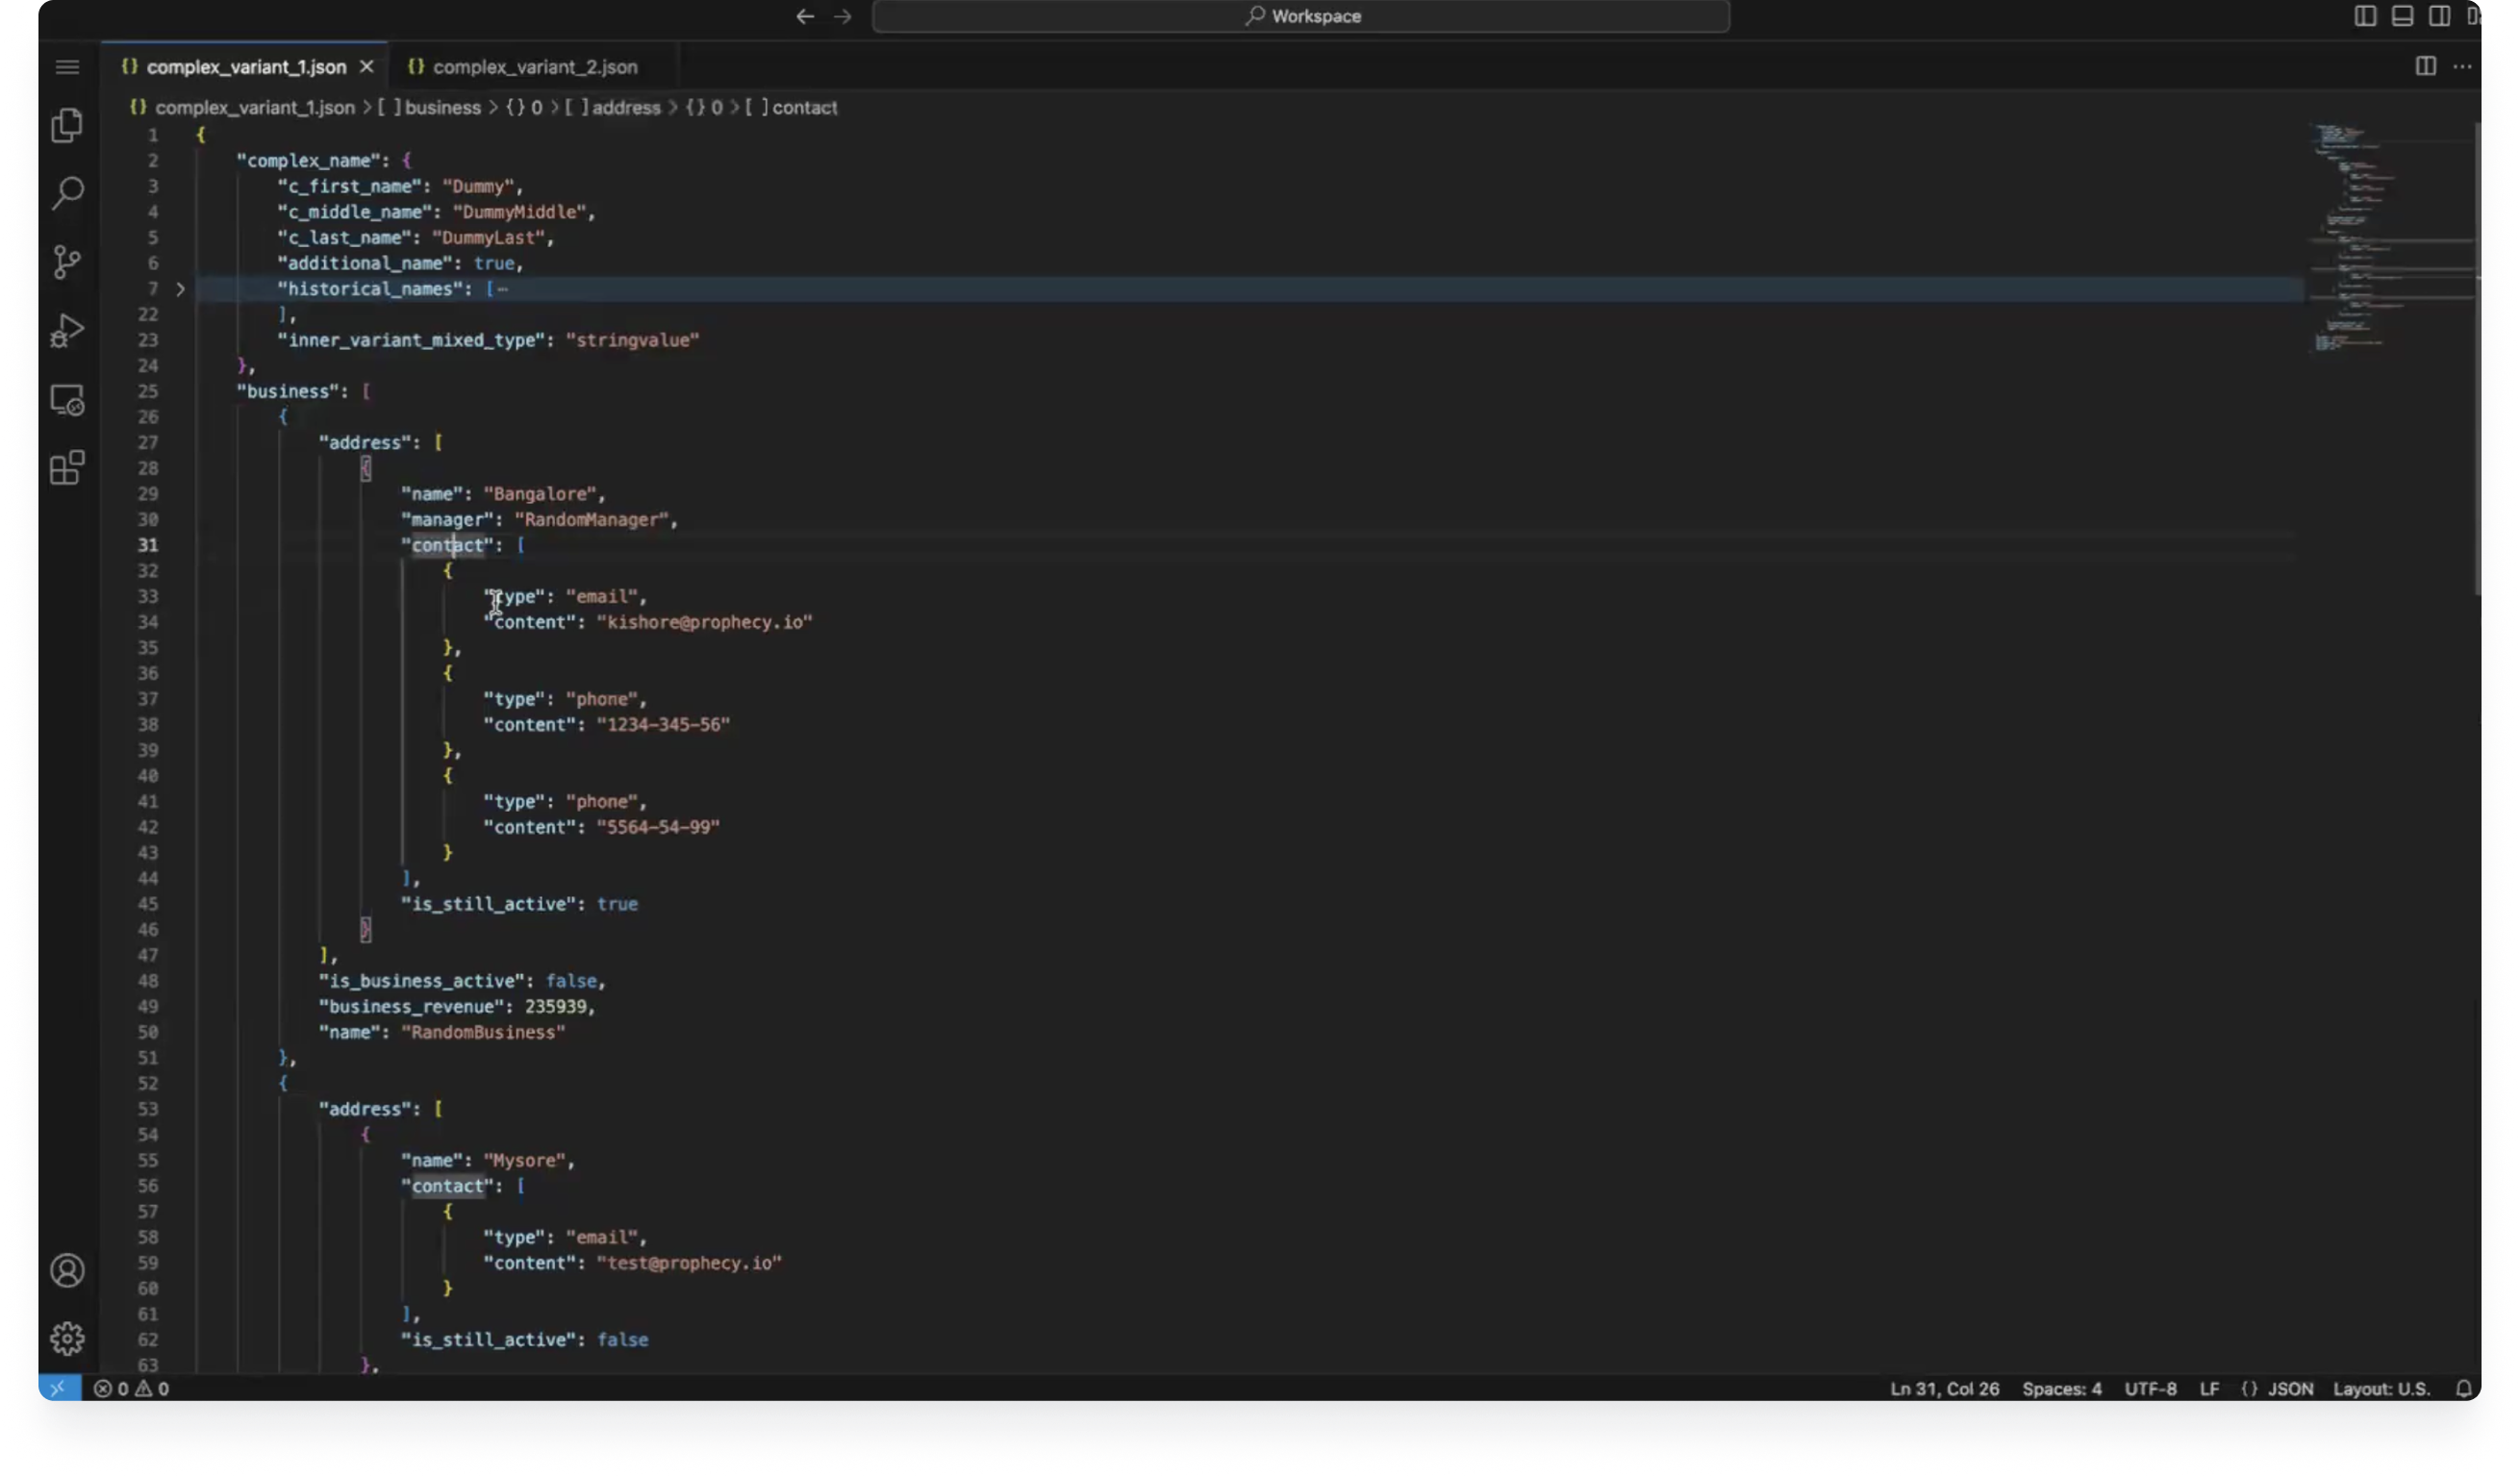 Workspace
complex_variant_1.json
complex_variant_2.json
{} complex_variant_1.json > [ ] business > {} 0 > [ ] address > {} 0 > [ ] contact
1 {
2 "complex_name": {
3 "c_first_name": "Dummy",
4 "c_middle_name": "DummyMiddle",
5 "c_last_name": "DummyLast",
6 "additional_name": true,
7 "historical_names": [⋯
22 ],
23 "inner_variant_mixed_type": "stringvalue"
24 },
25 "business": [
26 {
27 "address": [
28 {
29 "name": "Bangalore",
30 "manager": "RandomManager",
31 "contact": [
32 {
33 "type": "email",
34 "content": "kishore@prophecy.io"
35 },
36 {
37 "type": "phone",
38 "content": "1234-345-56"
39 },
40 {
41 "type": "phone",
42 "content": "5564-54-99"
43 }
44 ],
45 "is_still_active": true
46 }
47 ],
48 "is_business_active": false,
49 "business_revenue": 235939,
50 "name": "RandomBusiness"
51 },
52 {
53 "address": [
54 {
55 "name": "Mysore",
56 "contact": [
57 {
58 "type": "email",
59 "content": "test@prophecy.io"
60 }
61 ],
62 "is_still_active": false
63 },
0 0 Ln 31, Col 26 Spaces: 4 UTF-8 LF {} JSON Layout: U.S.